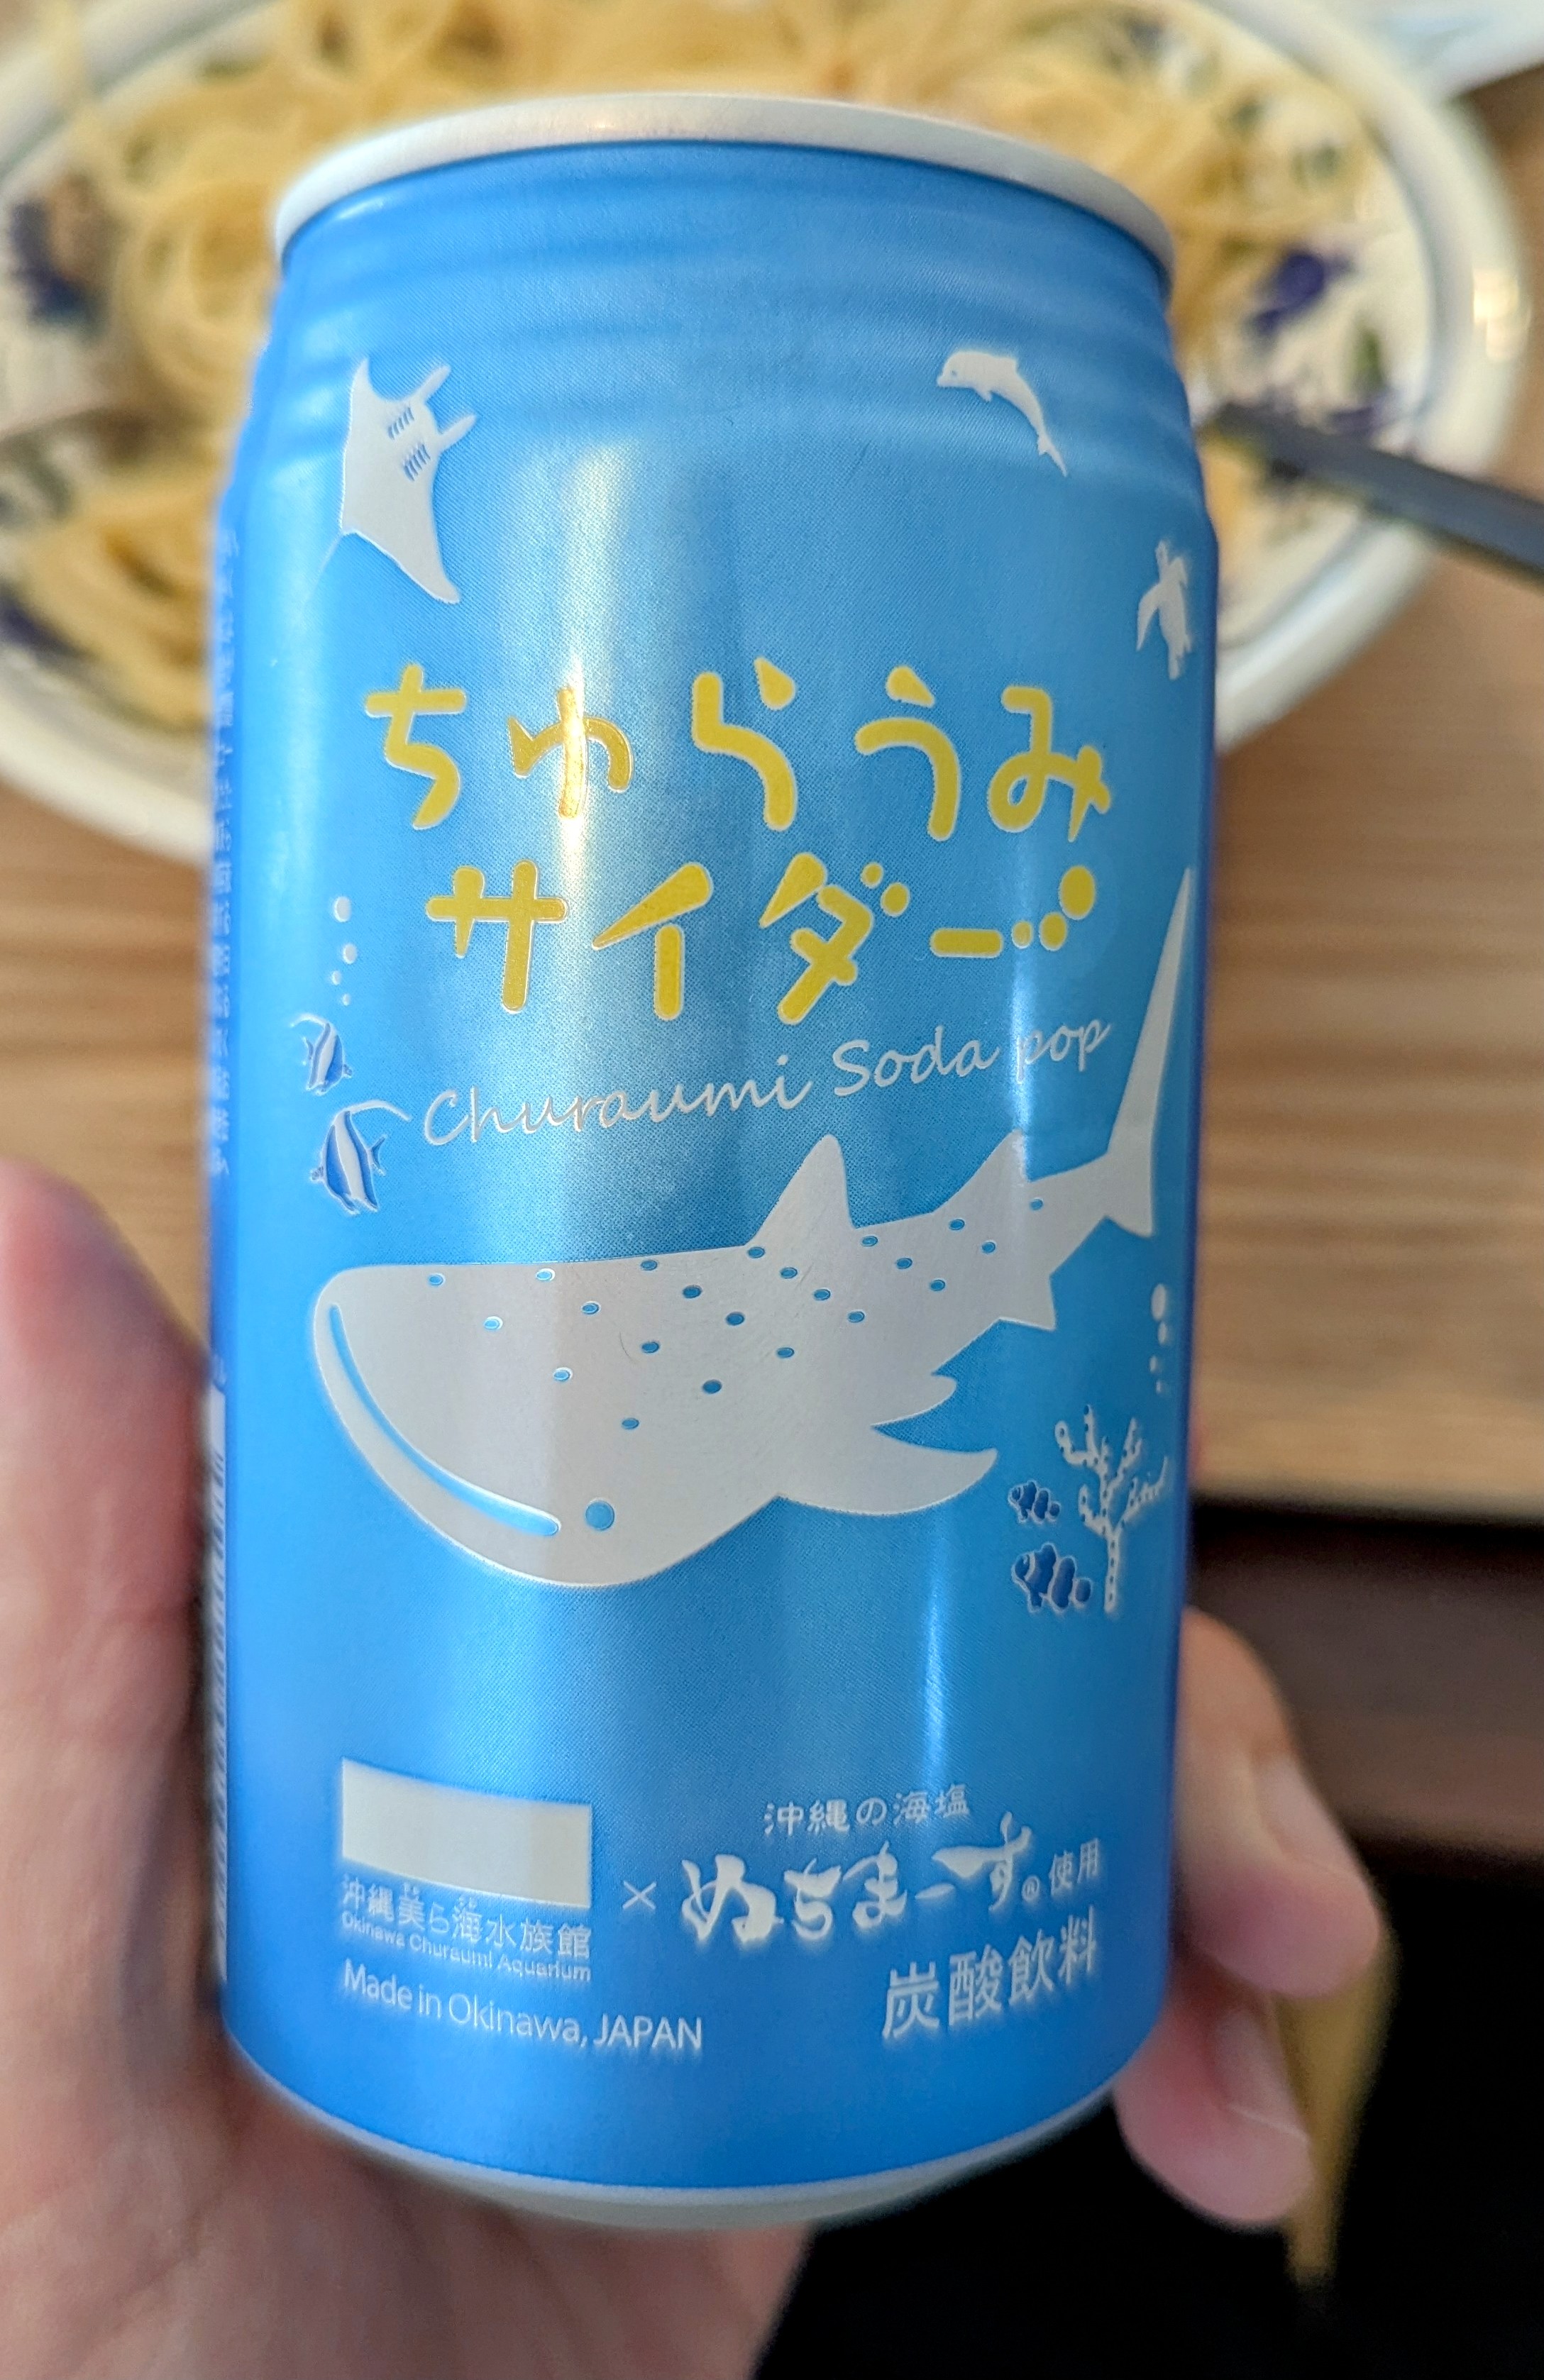 ちゅらうみ
サイダー
Churaumi Soda pop
沖縄美ら海水族館
Okinawa Churaumi Aquarium
×
沖縄の海塩
ぬちまーす®使用
Made in Okinawa, JAPAN
炭酸飲料